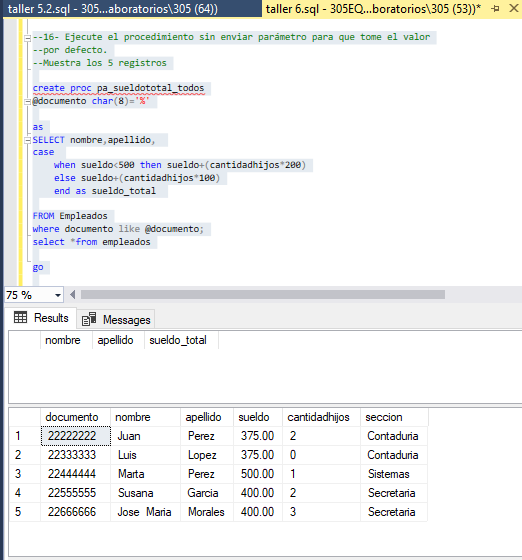 taller 5.2.sql - 305...aboratorios\305 (64))
taller 6.sql - 305EQ...boratorios\305 (53))*
--16- Ejecute el procedimiento sin enviar parámetro para que tome el valor
--por defecto.
--Muestra los 5 registros
create proc pa_sueldototal_todos
@documento char(8)='%'
as
SELECT nombre,apellido,
case
when sueldo<500 then sueldo+(cantidadhijos*200)
else sueldo+(cantidadhijos*100)
end as sueldo_total
FROM Empleados
where documento like @documento;
select *from empleados
go
75 %
Results Messages
nombre apellido sueldo_total
documento nombre apellido sueldo cantidadhijos seccion
1 22222222 Juan Perez 375.00 2 Contaduria
2 22333333 Luis Lopez 375.00 0 Contaduria
3 22444444 Marta Perez 500.00 1 Sistemas
4 22555555 Susana Garcia 400.00 2 Secretaria
5 22666666 Jose Maria Morales 400.00 3 Secretaria